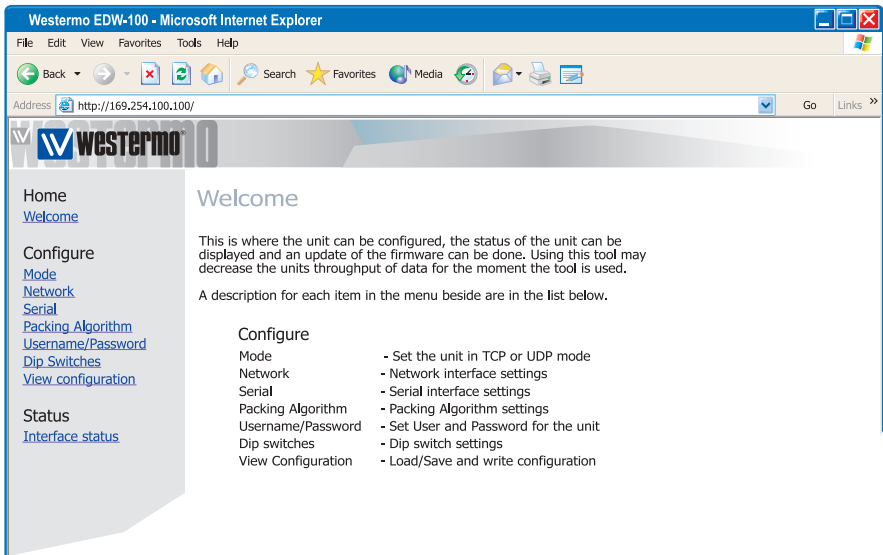 Westermo EDW-100 - Microsoft Internet Explorer
File Edit View Favorites Tools Help
Back Search Favorites Media
Address http://169.254.100.100/ Go Links »
westermo®
Home
Welcome
Configure
Mode
Network
Serial
Packing Algorithm
Username/Password
Dip Switches
View configuration
Status
Interface status
Welcome
This is where the unit can be configured, the status of the unit can be
displayed and an update of the firmware can be done. Using this tool may
decrease the units throughput of data for the moment the tool is used.
A description for each item in the menu beside are in the list below.
Configure
Mode - Set the unit in TCP or UDP mode
Network - Network interface settings
Serial - Serial interface settings
Packing Algorithm - Packing Algorithm settings
Username/Password - Set User and Password for the unit
Dip switches - Dip switch settings
View Configuration - Load/Save and write configuration